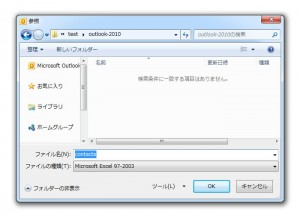 参照
test ▸ outlook-2010
outlook-2010の検索
整理 新しいフォルダー
名前 更新日時 種類
Microsoft Outlook
検索条件に一致する項目はありません。
お気に入り
ライブラリ
ホームグループ
ファイル名(N): contacts
ファイルの種類(T): Microsoft Excel 97-2003
フォルダーの非表示 ツール(L) OK キャンセル